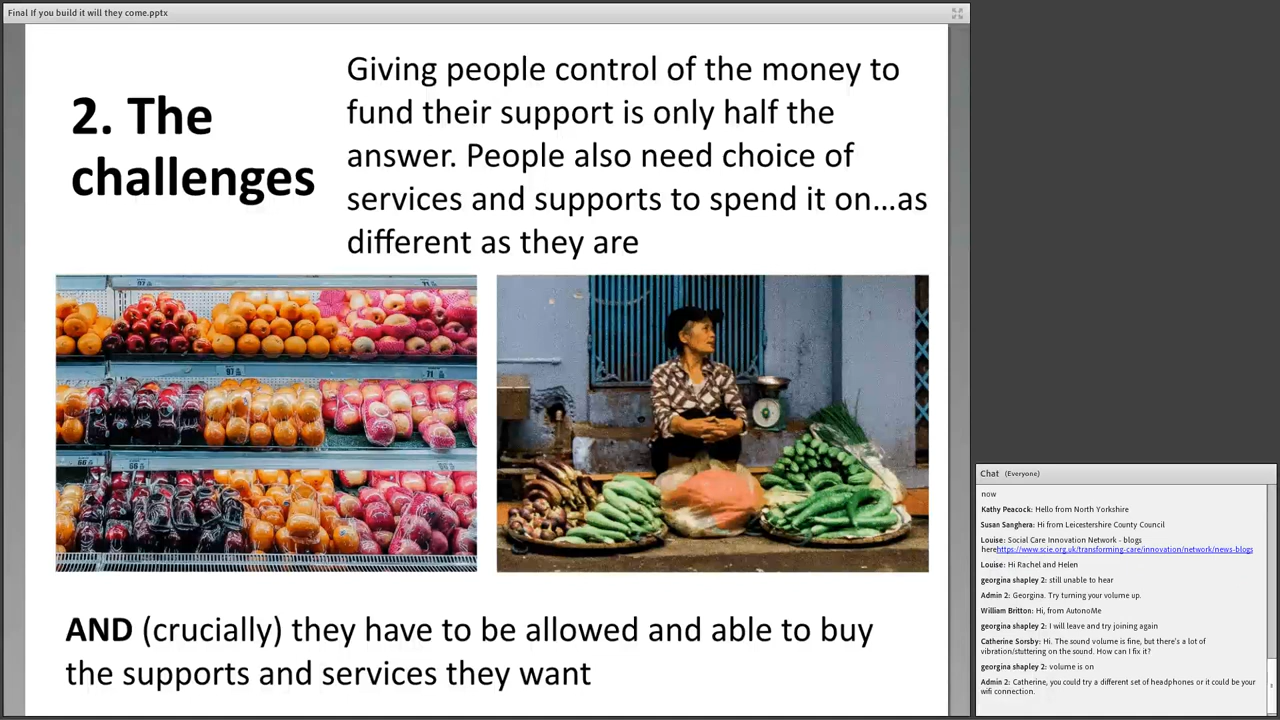 Final If you build it will they come.pptx
2. The
challenges
Giving people control of the money to
fund their support is only half the
answer. People also need choice of
services and supports to spend it on...as
different as they are
97
71
97
71
66
66
AND (crucially) they have to be allowed and able to buy
the supports and services they want
Chat (Everyone)
now
Kathy Peacock: Hello from North Yorkshire
Susan Sanghera: Hi from Leicestershire County Council
Louise: Social Care Innovation Network - blogs
herehttps://www.scie.org.uk/transforming-care/innovation/network/news-blogs
Louise: Hi Rachel and Helen
georgina shapley 2: still unable to hear
Admin 2: Georgina. Try turning your volume up.
William Britton: Hi, from AutonoMe
georgina shapley 2: I will leave and try joining again
Catherine Sorsby: Hi. The sound volume is fine, but there's a lot of
vibration/stuttering on the sound. How can I fix it?
georgina shapley 2: volume is on
Admin 2: Catherine, you could try a different set of headphones or it could be your
wifi connection.